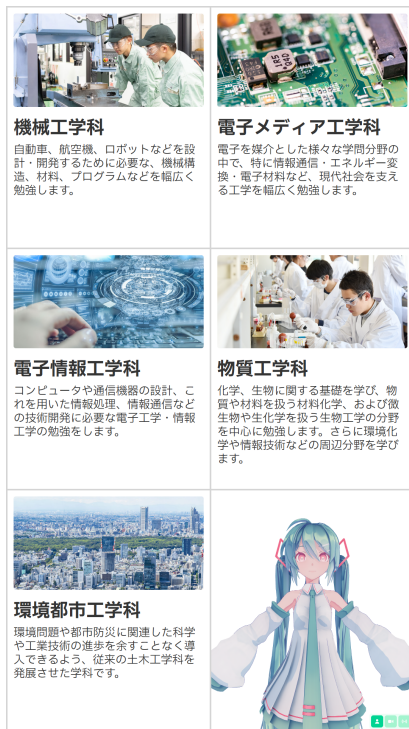 機械工学科
自動車、航空機、ロボットなどを設
計・開発するために必要な、機械構
造、材料、プログラムなどを幅広く
勉強します。
電子メディア工学科
電子を媒介とした様々な学問分野の
中で、特に情報通信・エネルギー変
換・電子材料など、現代社会を支え
る工学を幅広く勉強します。
電子情報工学科
コンピュータや通信機器の設計、こ
れを用いた情報処理、情報通信など
の技術開発に必要な電子工学・情報
工学の勉強をします。
物質工学科
化学、生物に関する基礎を学び、物
質や材料を扱う材料化学、および微
生物や生化学を扱う生物工学の分野
を中心に勉強します。さらに環境化
学や情報技術などの周辺分野を学び
ます。
環境都市工学科
環境問題や都市防災に関連した科学
や工業技術の進歩を余すことなく導
入できるよう、従来の土木工学科を
発展させた学科です。